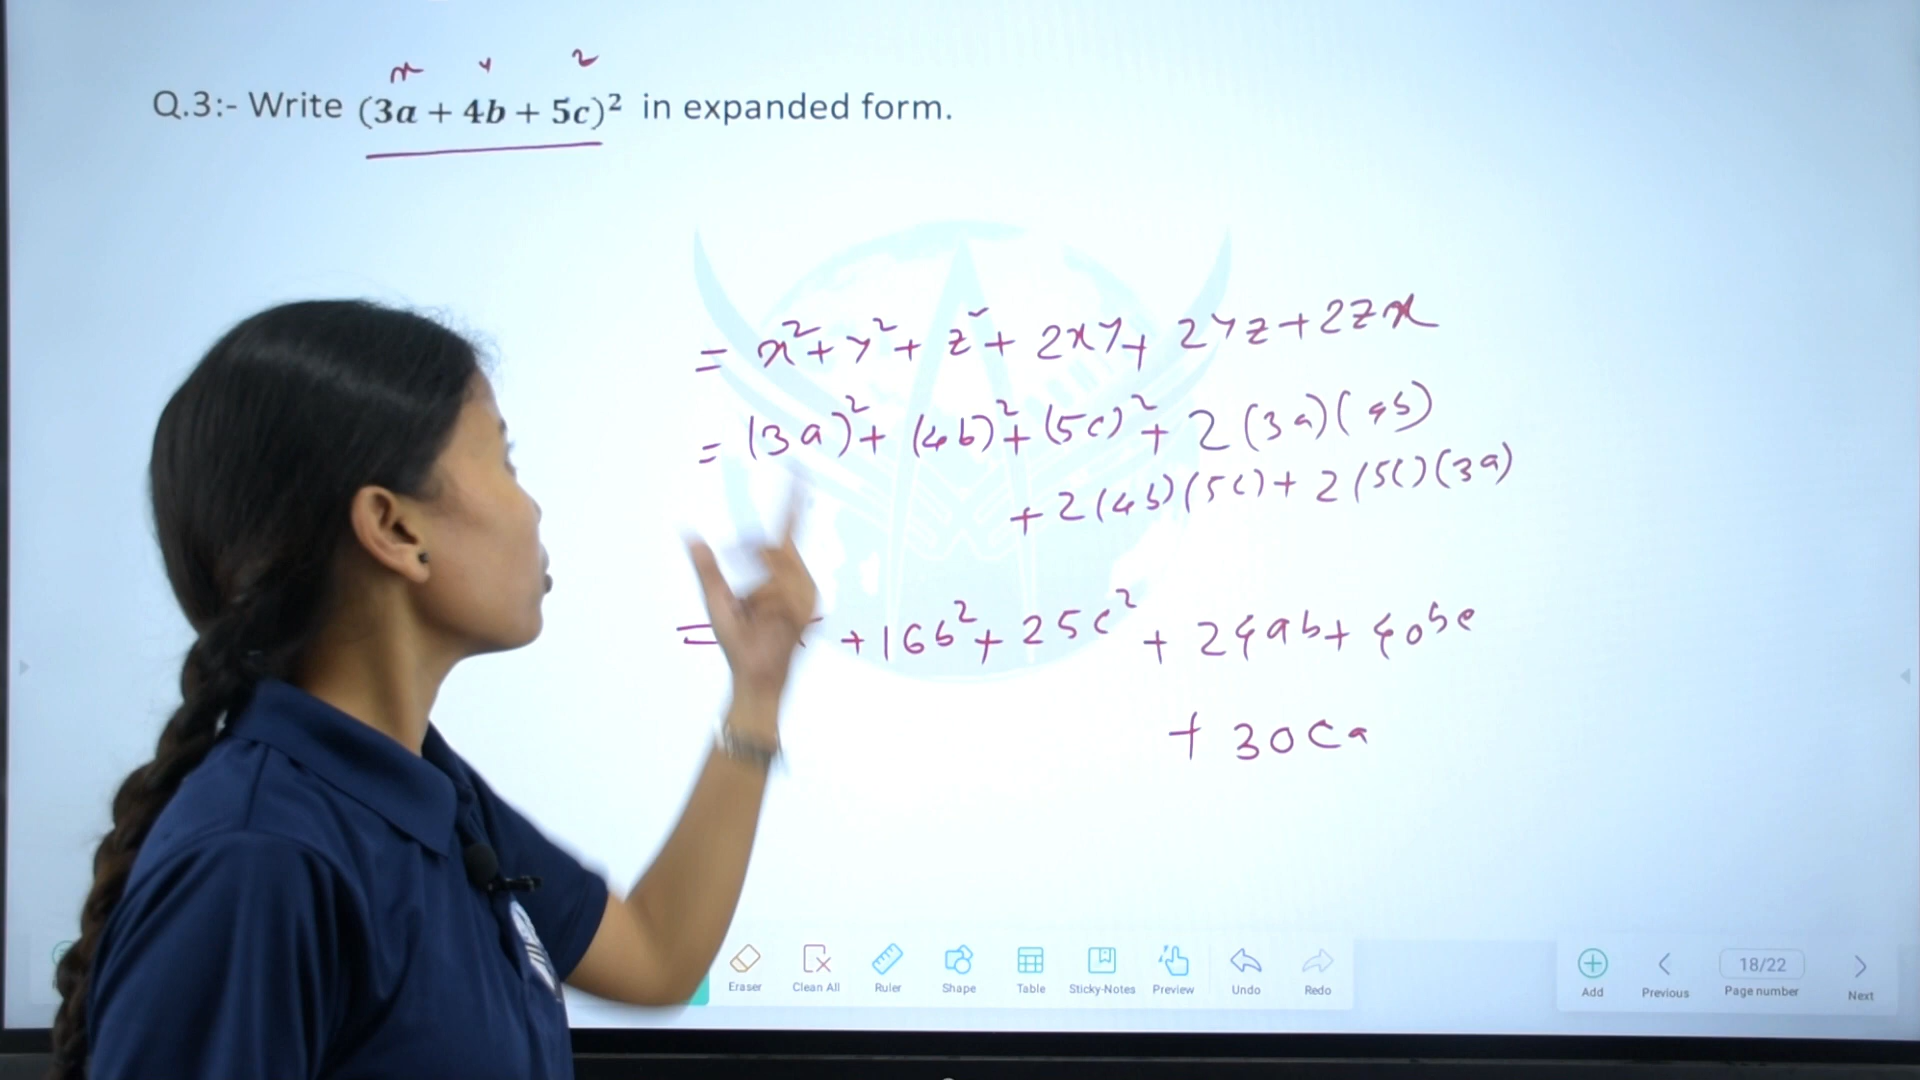 x y z
Q.3:- Write (3a + 4b + 5c)² in expanded form.
= x² + y² + z² + 2xy + 2yz + 2zx
= (3a)² + (4b)² + (5c)² + 2(3a)(4b)
+ 2(4b)(5c) + 2(5c)(3a)
= + 16b² + 25c² + 24ab + 40bc
+ 30ca
Eraser Clean All Ruler Shape Table Sticky-Notes Preview Undo Redo
Add Previous 18/22 Page number Next